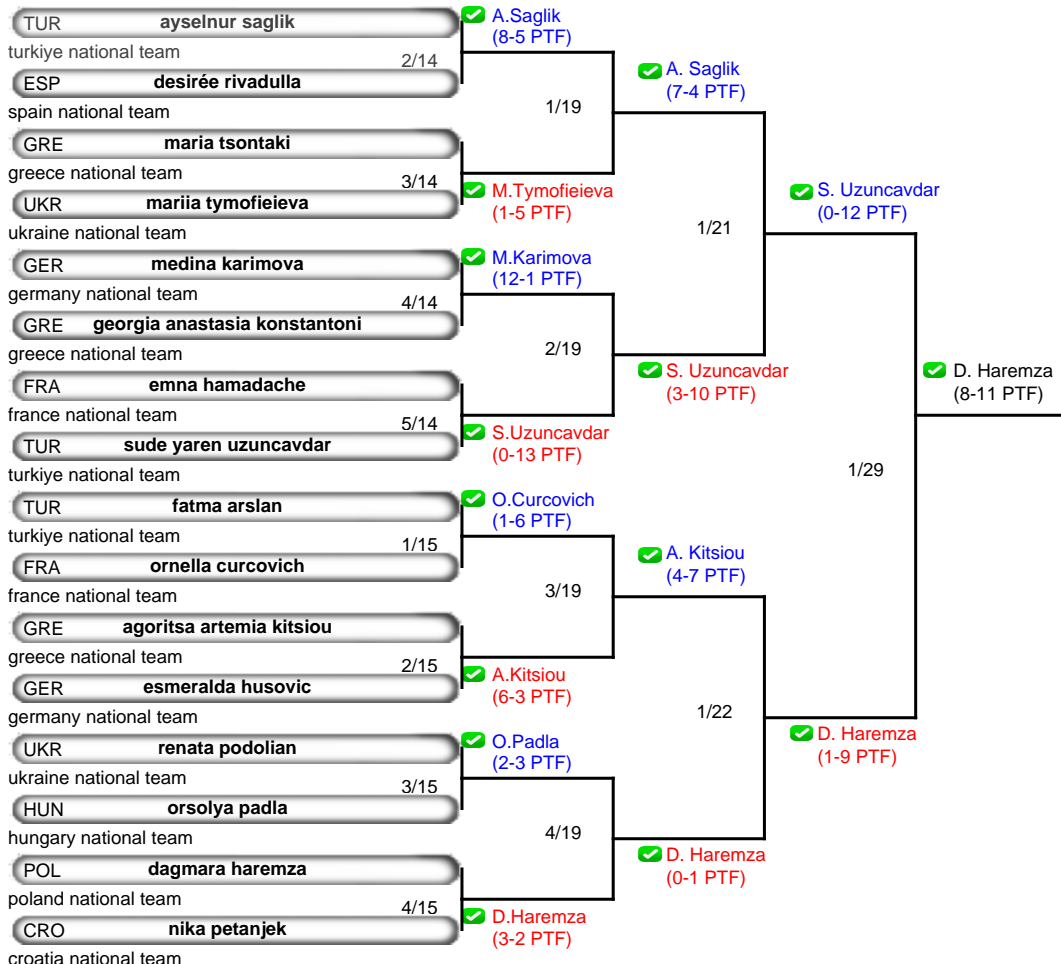 TUR ayselnur saglik
turkiye national team
2/14
ESP desirée rivadulla
spain national team
GRE maria tsontaki
greece national team
3/14
UKR mariia tymofieieva
ukraine national team
GER medina karimova
germany national team
4/14
GRE georgia anastasia konstantoni
greece national team
FRA emna hamadache
france national team
5/14
TUR sude yaren uzuncavdar
turkiye national team
TUR fatma arslan
turkiye national team
1/15
FRA ornella curcovich
france national team
GRE agoritsa artemia kitsiou
greece national team
2/15
GER esmeralda husovic
germany national team
UKR renata podolian
ukraine national team
3/15
HUN orsolya padla
hungary national team
POL dagmara haremza
poland national team
4/15
CRO nika petanjek
croatia national team
A.Saglik
(8-5 PTF)
1/19
M.Tymofieieva
(1-5 PTF)
M.Karimova
(12-1 PTF)
2/19
S.Uzuncavdar
(0-13 PTF)
O.Curcovich
(1-6 PTF)
3/19
A.Kitsiou
(6-3 PTF)
O.Padla
(2-3 PTF)
4/19
D.Haremza
(3-2 PTF)
A. Saglik
(7-4 PTF)
1/21
S. Uzuncavdar
(3-10 PTF)
A. Kitsiou
(4-7 PTF)
1/22
D. Haremza
(0-1 PTF)
S. Uzuncavdar
(0-12 PTF)
1/29
D. Haremza
(1-9 PTF)
D. Haremza
(8-11 PTF)